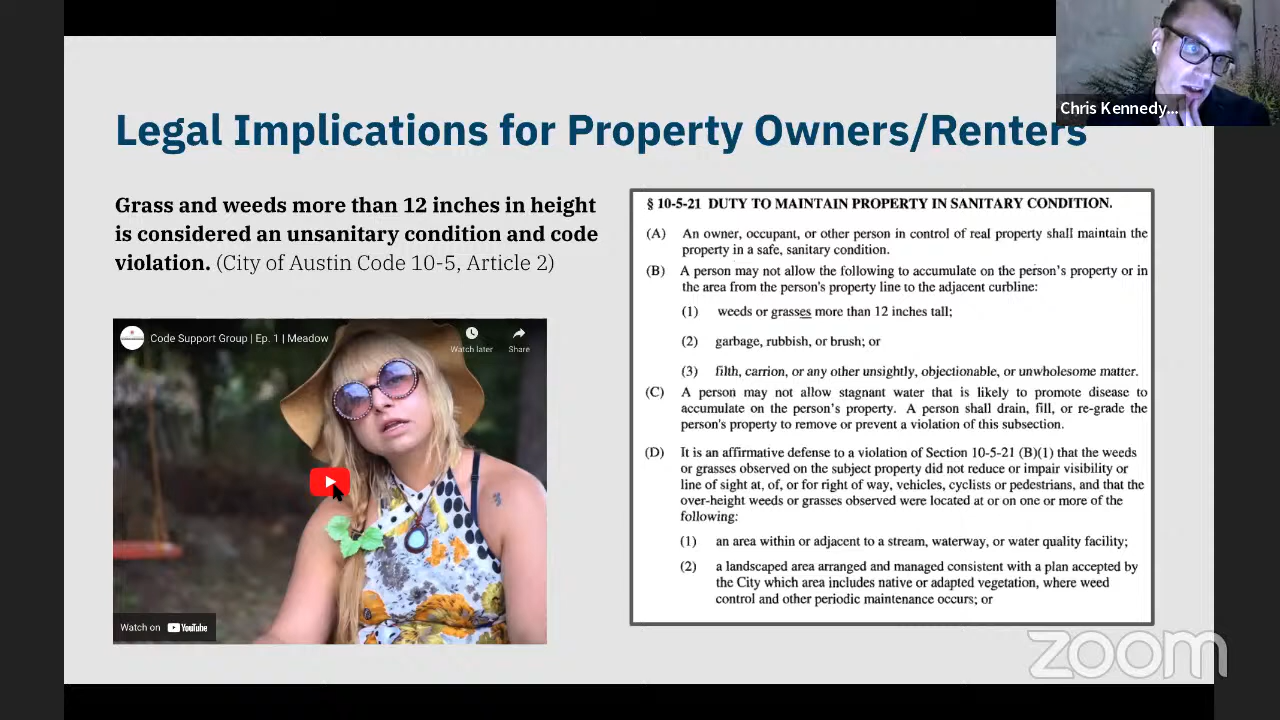 Chris Kennedy...
Legal Implications for Property Owners/Renters
Grass and weeds more than 12 inches in height
is considered an unsanitary condition and code
violation. (City of Austin Code 10-5, Article 2)
Code Support Group | Ep. 1 | Meadow
Watch later
Share
Watch on YouTube
§ 10-5-21 DUTY TO MAINTAIN PROPERTY IN SANITARY CONDITION.
(A) An owner, occupant, or other person in control of real property shall maintain the
property in a safe, sanitary condition.
(B) A person may not allow the following to accumulate on the person's property or in
the area from the person's property line to the adjacent curbline:
(1) weeds or grasses more than 12 inches tall;
(2) garbage, rubbish, or brush; or
(3) filth, carrion, or any other unsightly, objectionable, or unwholesome matter.
(C) A person may not allow stagnant water that is likely to promote disease to
accumulate on the person's property. A person shall drain, fill, or re-grade the
person's property to remove or prevent a violation of this subsection.
(D) It is an affirmative defense to a violation of Section 10-5-21 (B)(1) that the weeds
or grasses observed on the subject property did not reduce or impair visibility or
line of sight at, of, or for right of way, vehicles, cyclists or pedestrians, and that the
over-height weeds or grasses observed were located at or on one or more of the
following:
(1) an area within or adjacent to a stream, waterway, or water quality facility;
(2) a landscaped area arranged and managed consistent with a plan accepted by
the City which area includes native or adapted vegetation, where weed
control and other periodic maintenance occurs; or
zoom